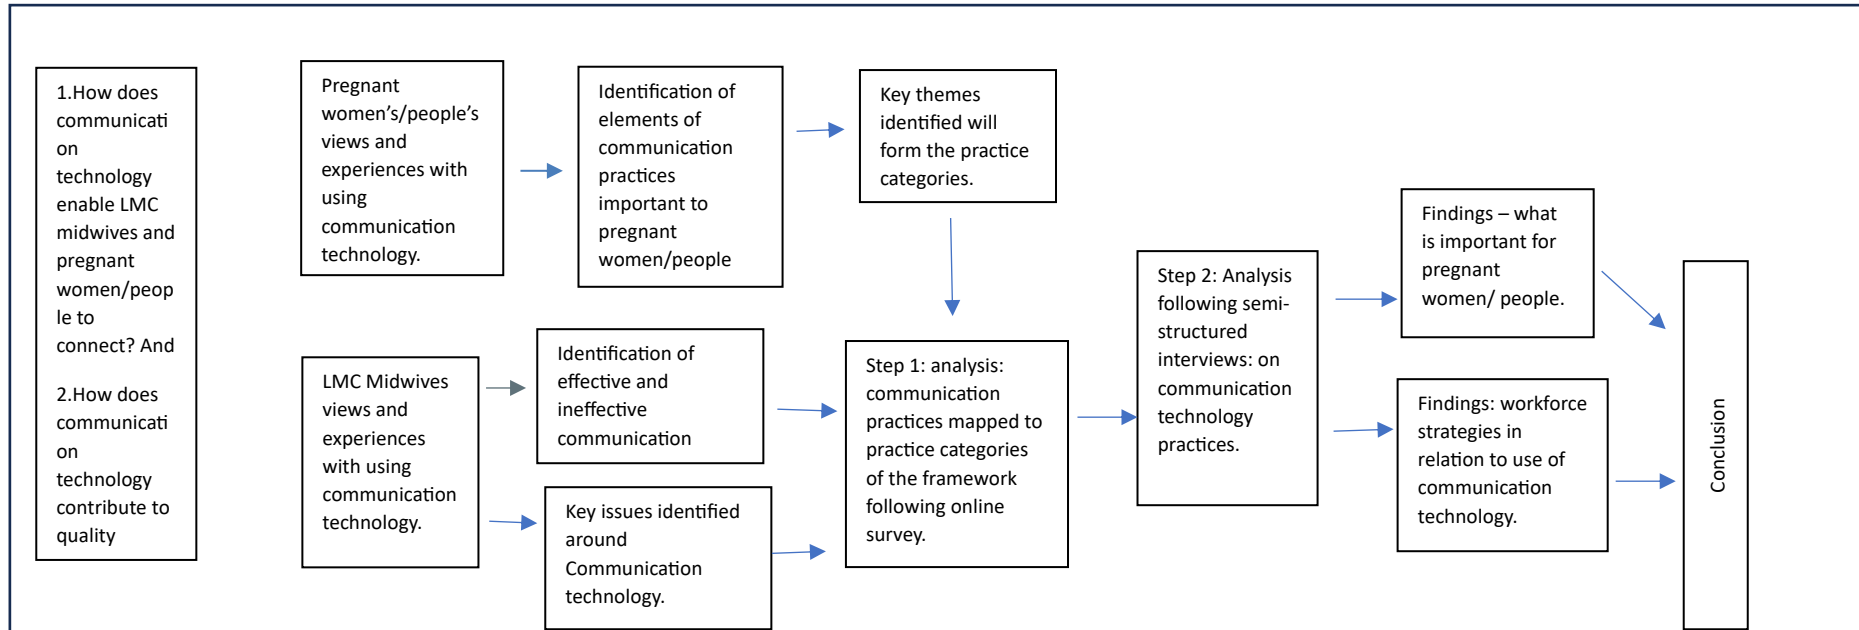 1.How does
communicati
on
technology
enable LMC
midwives and
pregnant
women/peop
le to
connect? And
2.How does
communicati
on
technology
contribute to
quality
Pregnant
women’s/people’s
views and
experiences with
using
communication
technology.
Identification of
elements of
communication
practices
important to
pregnant
women/people
Key themes
identified will
form the practice
categories.
LMC Midwives
views and
experiences
with using
communication
technology.
Identification of
effective and
ineffective
communication
Key issues identified
around
Communication
technology.
Step 1: analysis:
communication
practices mapped to
practice categories
of the framework
following online
survey.
Step 2: Analysis
following semi-
structured
interviews: on
communication
technology
practices.
Findings – what
is important for
pregnant
women/ people.
Findings: workforce
strategies in
relation to use of
communication
technology.
Conclusion